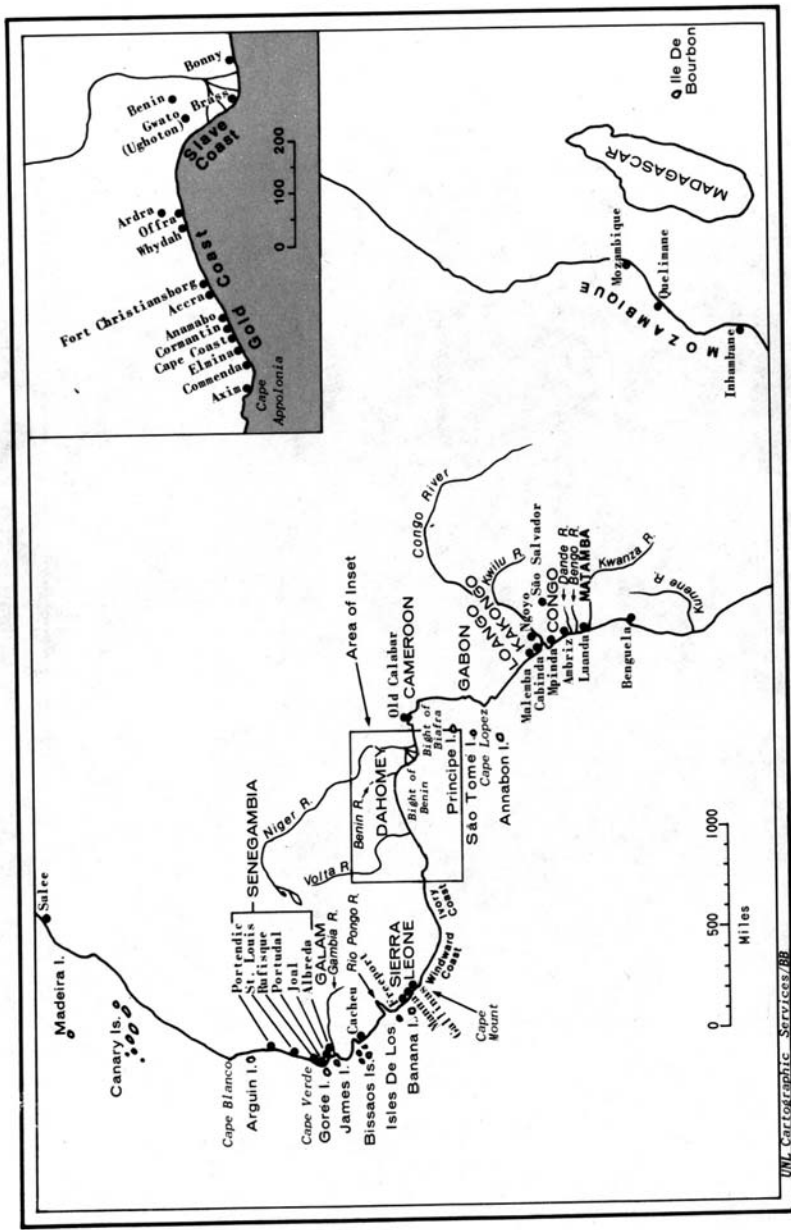 Salee
Madeira I.
Canary Is.
Cape Blanco
Arguin I.
Portendic
St. Louis
Rufisque
Portudal
Joal
Albreda
SENEGAMBIA
GALAM
Gambia R.
Cape Verde
Gorée I.
James I.
Cacheu
Bissaos Is.
Rio Pongo R.
Isles De Los
Freeport
SIERRA
LEONE
Banana I.
Mannu
Gallinus
Cape
Mount
Windward
Coast
Ivory
Coast
Niger R.
Volta R.
Benin R.
DAHOMEY
Bight of
Benin
Bight of
Biafra
Area of Inset
Old Calabar
CAMEROON
Principe I.
São Tomé I.
Cape Lopez
Annabon I.
GABON
LOANGO
KAKONGO
Ngoyo
Malemba
Cabinda
Mpinda
CONGO
São Salvador
Ambriz
Dande R.
Bengo R.
Luanda
MATAMBA
Kwanza R.
Benguela
Kunene R.
Congo River
Kwilu R.
MOZAMBIQUE
Mozambique
Quelimane
Inhambane
MADAGASCAR
Ile De
Bourbon
0 500 1000
Miles
Cape
Appolonia
Axim
Commenda
Elmina
Cape Coast
Cormantin
Anamabo
Accra
Fort Christiansborg
Gold Coast
Whydah
Offra
Ardra
Slave
Coast
Benin
Gwato
(Ughoton)
Brass
Bonny
0 100 200
UNL Cartographic Services/BB